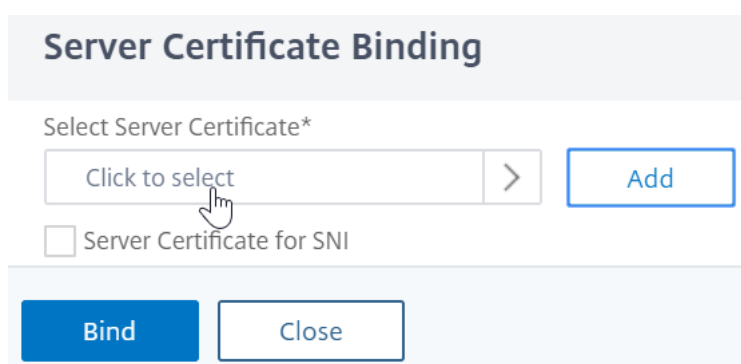 Server Certificate Binding
Select Server Certificate*
Click to select
Add
Server Certificate for SNI
Bind
Close